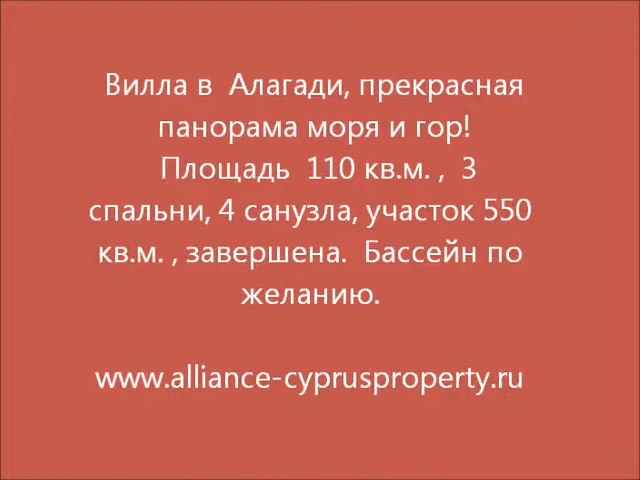 Вилла в  Алагади, прекрасная
панорама моря и гор!
Площадь  110 кв.м. ,  3
спальни, 4 санузла, участок 550
кв.м. , завершена.  Бассейн по
желанию.
www.alliance-cyprusproperty.ru